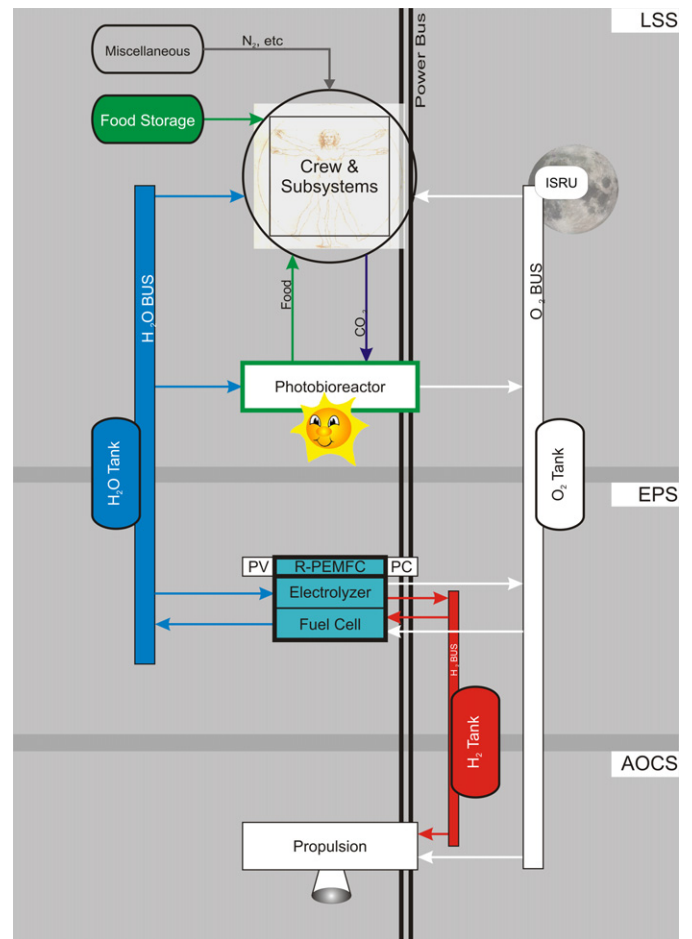 LSS
Miscellaneous
N₂, etc
Power Bus
Food Storage
Crew &
Subsystems
ISRU
H₂O BUS
O₂ BUS
Food
CO₂
Photobioreactor
H₂O Tank
O₂ Tank
EPS
PV
R-PEMFC
PC
Electrolyzer
Fuel Cell
H₂ BUS
H₂ Tank
AOCS
Propulsion